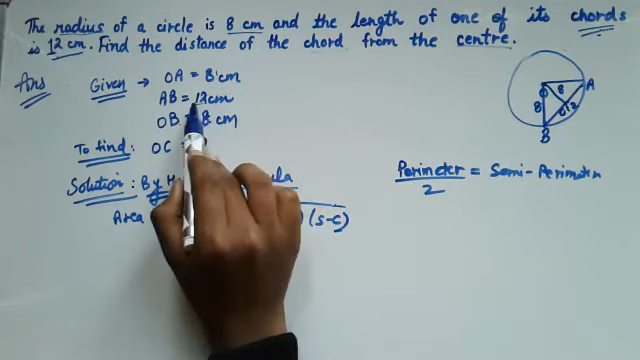 The radius of a circle is 8 cm and the length of one of its chords
is 12 cm. Find the distance of the chord from the centre.
Ans Given → OA = 8 cm
AB = 12cm
OB = 8 cm
To find: OC =
Solution: By
Area (s-c)
Perimeter/2 = Semi-Perimeter
O 8 A
8 12
B